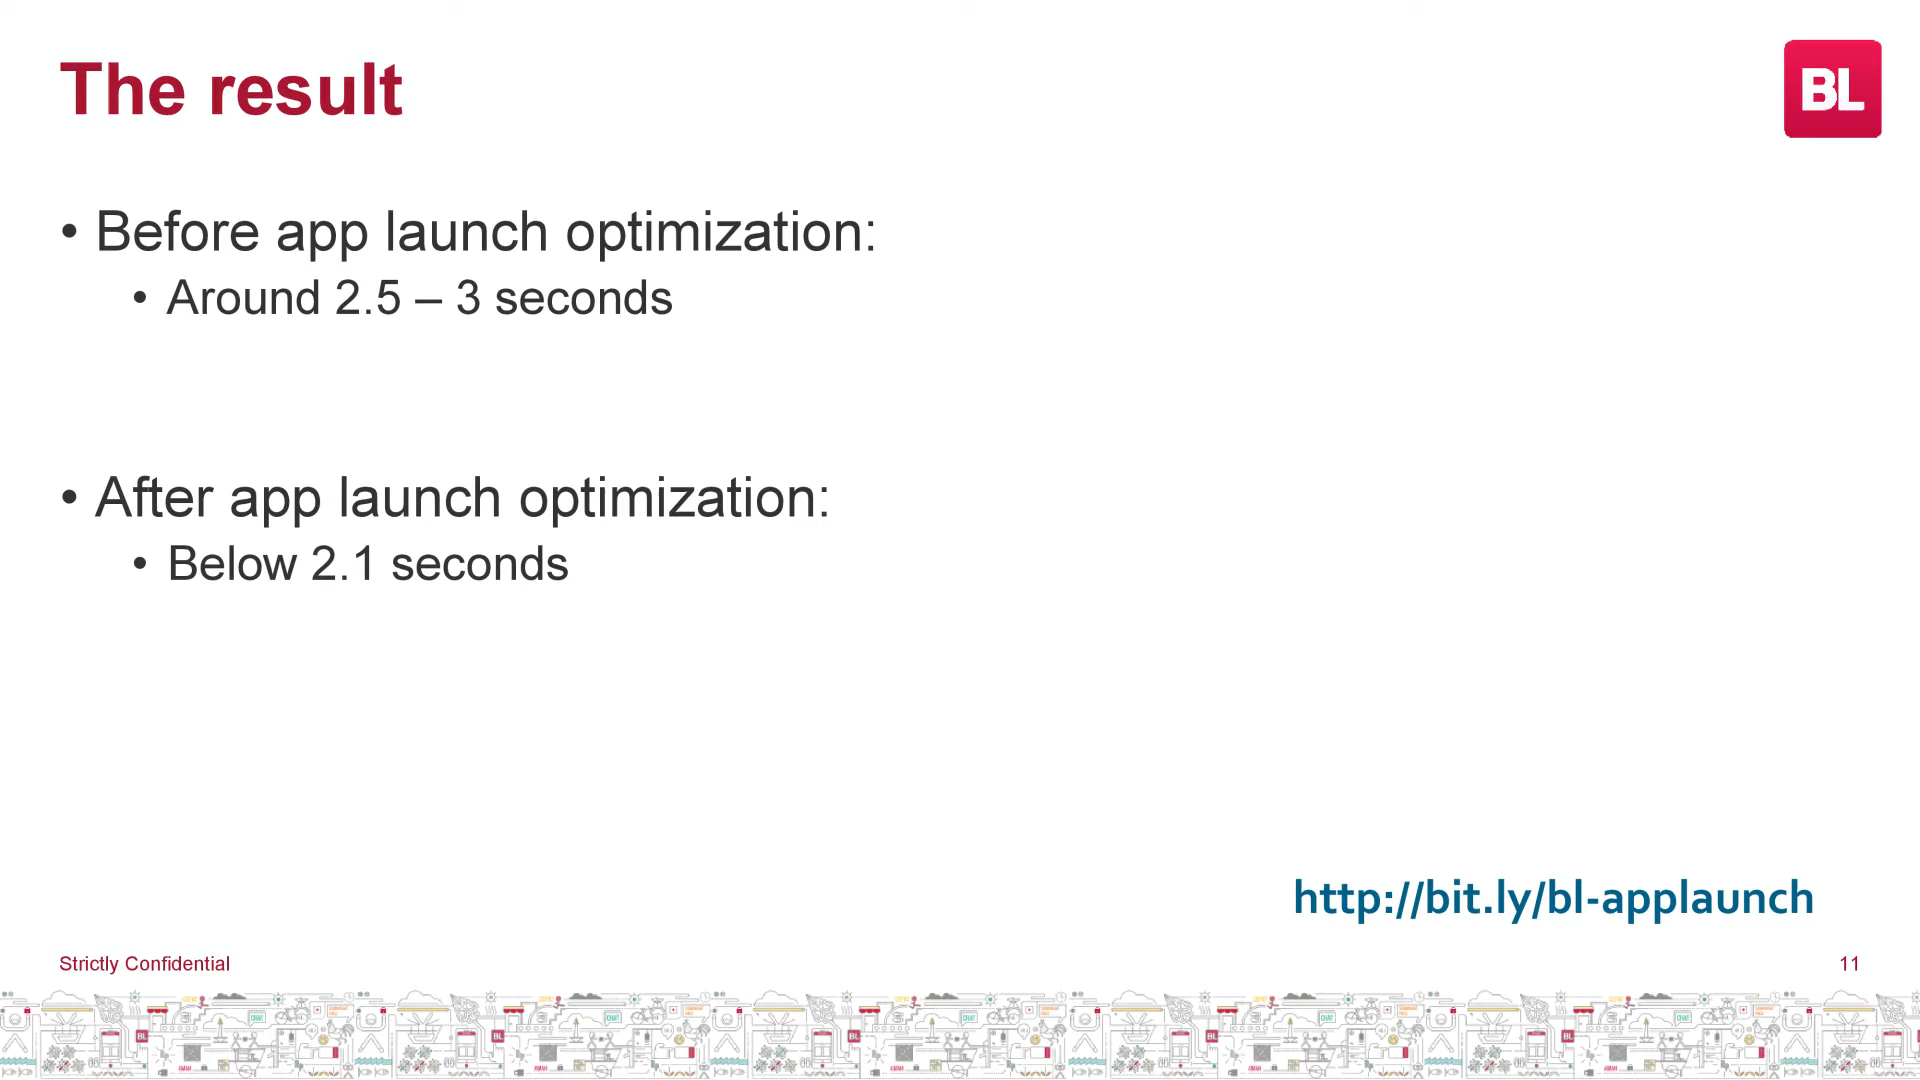 The result
BL
• Before app launch optimization:
• Around 2.5 – 3 seconds
• After app launch optimization:
• Below 2.1 seconds
http://bit.ly/bl-applaunch
Strictly Confidential
11